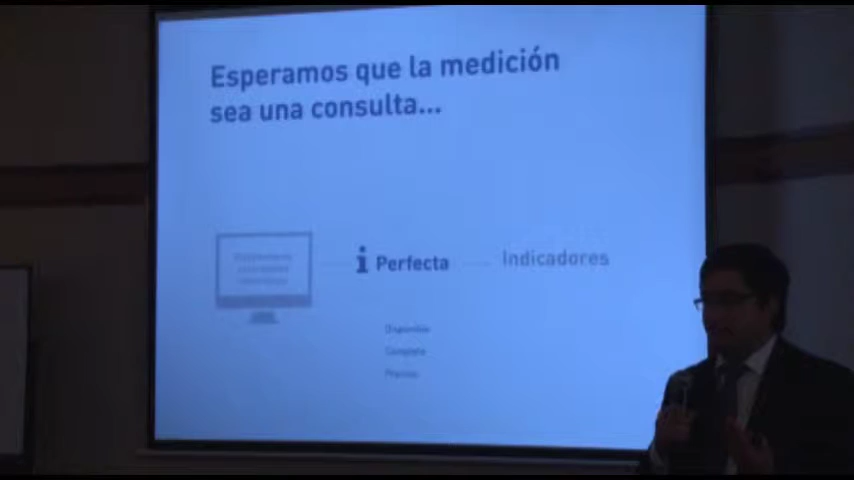 Esperamos que la medición
sea una consulta...
i Perfecta
Indicadores
Disponible
Completa
Precisa